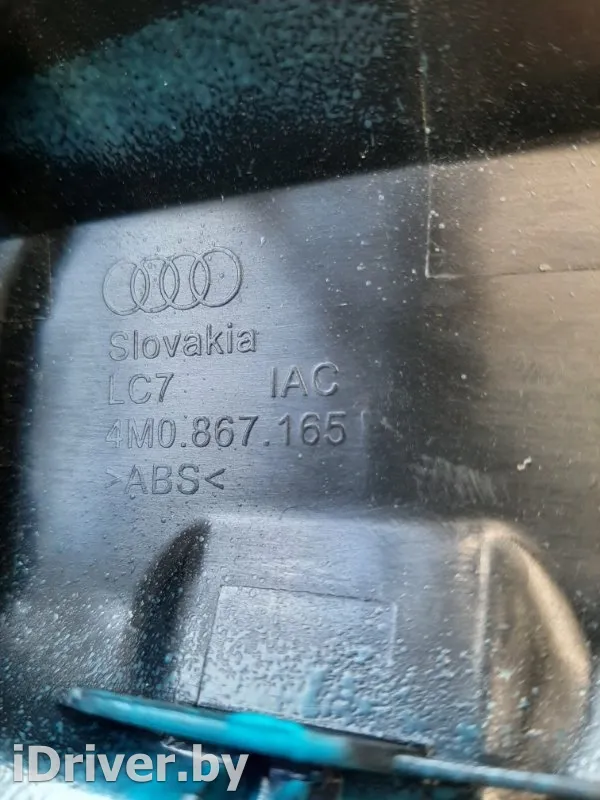 Slovakia
LC7 IAC
4M0.867.165
>ABS<
iDriver.by